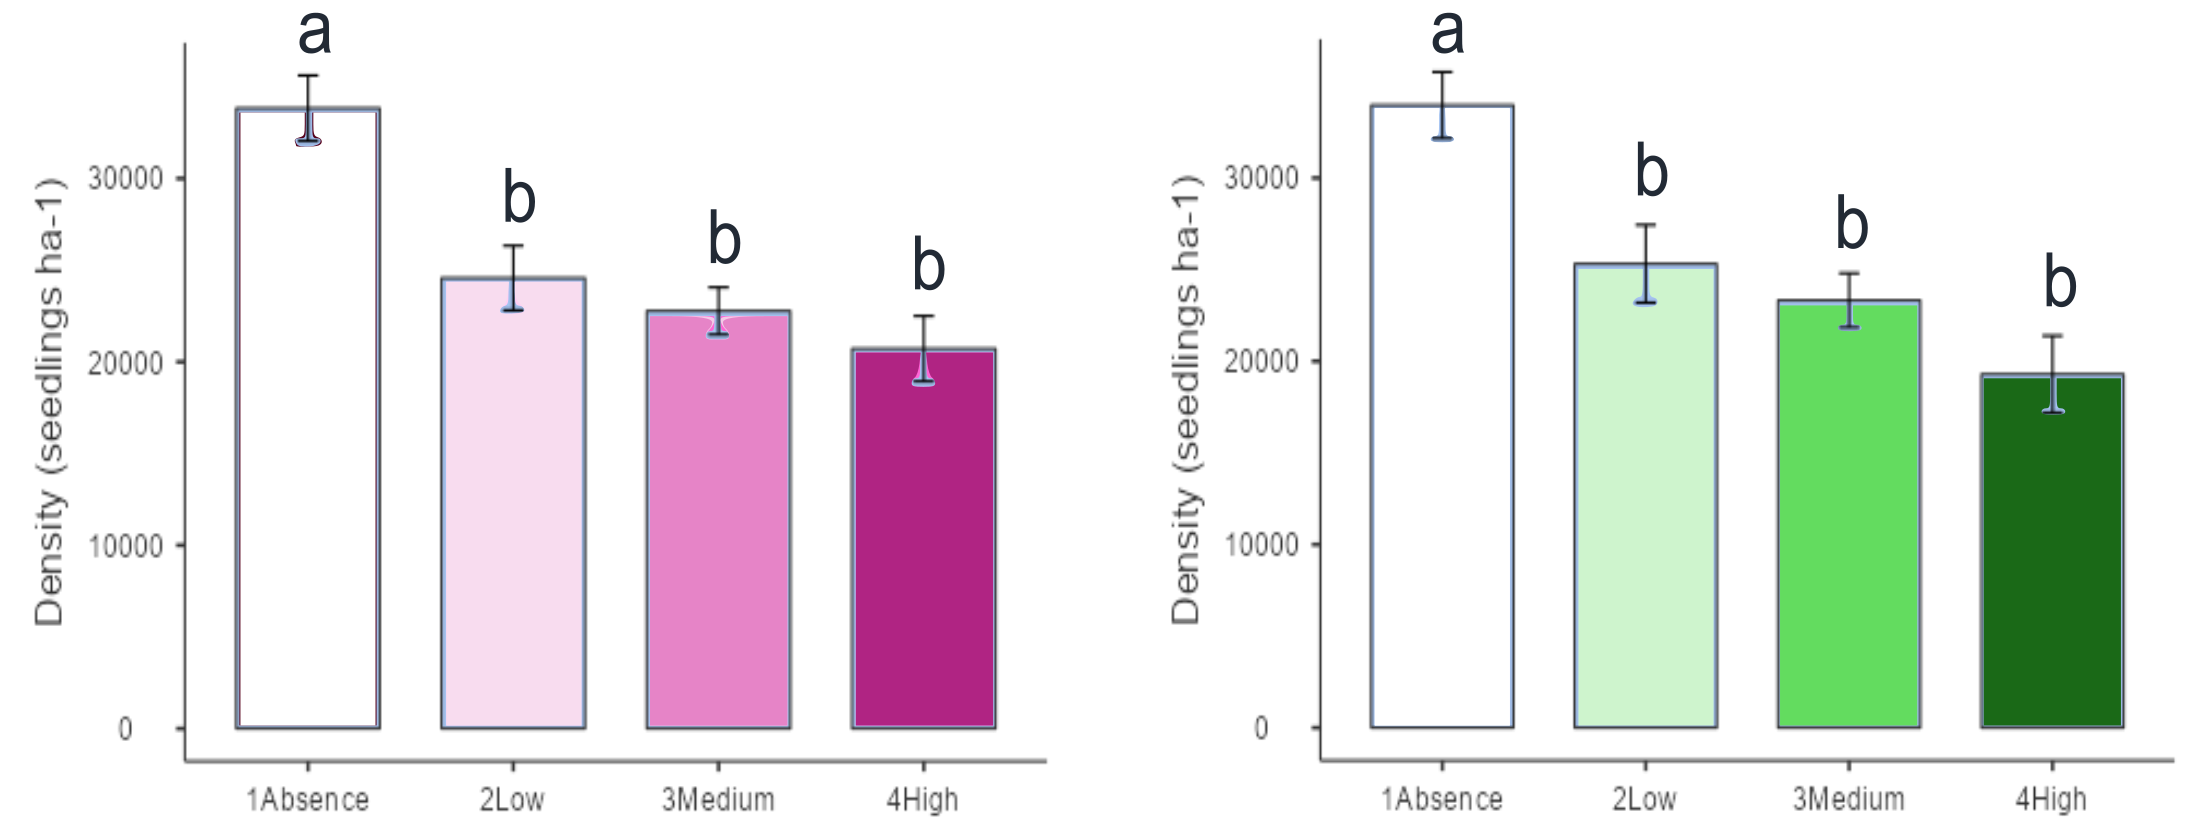 a
b
b
b
Density (seedlings ha-1)
30000
20000
10000
0
1Absence 2Low 3Medium 4High
a
b
b
b
Density (seedlings ha-1)
30000
20000
10000
0
1Absence 2Low 3Medium 4High